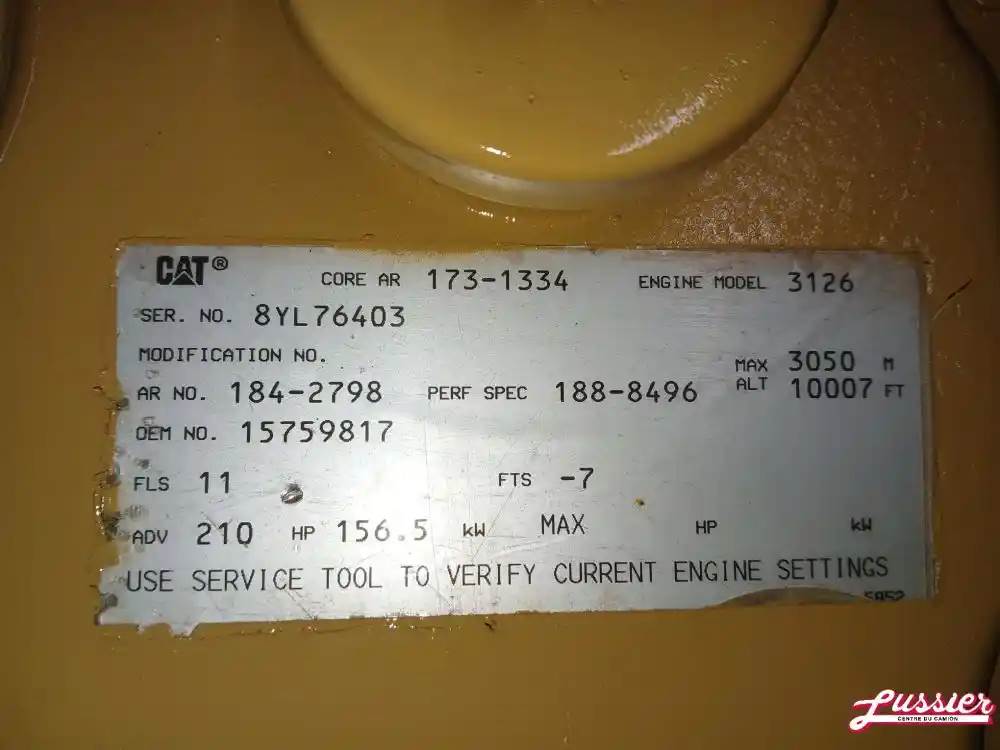 CAT® CORE AR 173-1334 ENGINE MODEL 3126
SER. NO. 8YL76403
MODIFICATION NO.
MAX 3050 M
AR NO. 184-2798 PERF SPEC 188-8496 ALT 10007 FT
OEM NO. 15759817
FLS 11 FTS -7
ADV 210 HP 156.5 kW MAX HP kW
USE SERVICE TOOL TO VERIFY CURRENT ENGINE SETTINGS
Lussier
CENTRE DU CAMION